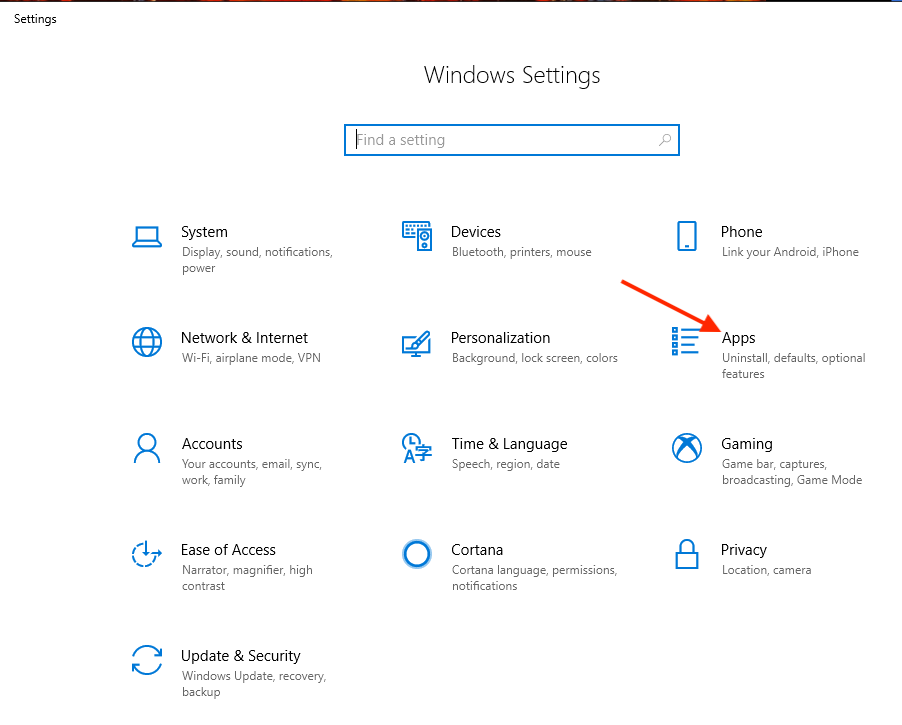 Settings
Windows Settings
Find a setting
System
Display, sound, notifications,
power
Devices
Bluetooth, printers, mouse
Phone
Link your Android, iPhone
Network & Internet
Wi-Fi, airplane mode, VPN
Personalization
Background, lock screen, colors
Apps
Uninstall, defaults, optional
features
Accounts
Your accounts, email, sync,
work, family
Time & Language
Speech, region, date
Gaming
Game bar, captures,
broadcasting, Game Mode
Ease of Access
Narrator, magnifier, high
contrast
Cortana
Cortana language, permissions,
notifications
Privacy
Location, camera
Update & Security
Windows Update, recovery,
backup